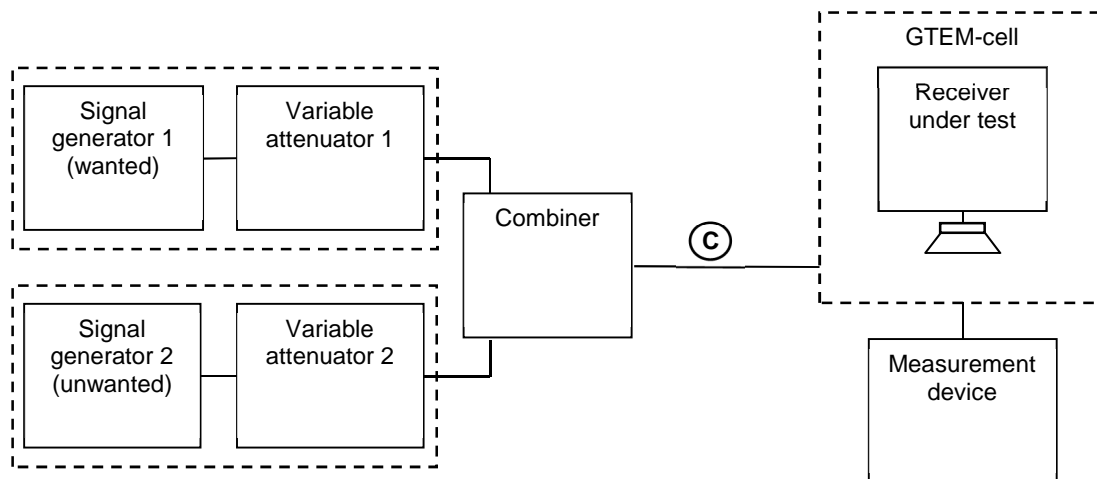 GTEM-cell
Signal
generator 1
(wanted)
Variable
attenuator 1
Receiver
under test
Combiner
C
Signal
generator 2
(unwanted)
Variable
attenuator 2
Measurement
device